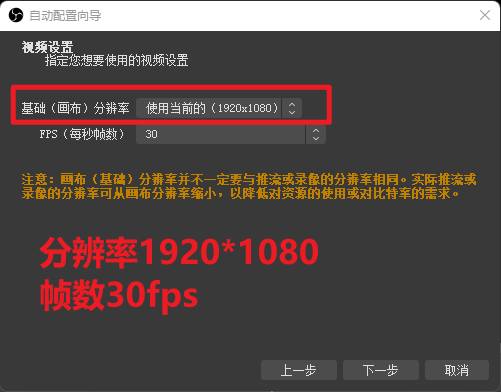 自动配置向导
视频设置
指定您想要使用的视频设置
基础（画布）分辨率 使用当前的（1920x1080）
FPS（每秒帧数） 30
注意：画布（基础）分辨率并不一定要与推流或录像的分辨率相同。实际推流或
录像的分辨率可从画布分辨率缩小，以降低对资源的使用或对比特率的需求。
分辨率1920*1080
帧数30fps
上一步 下一步 取消